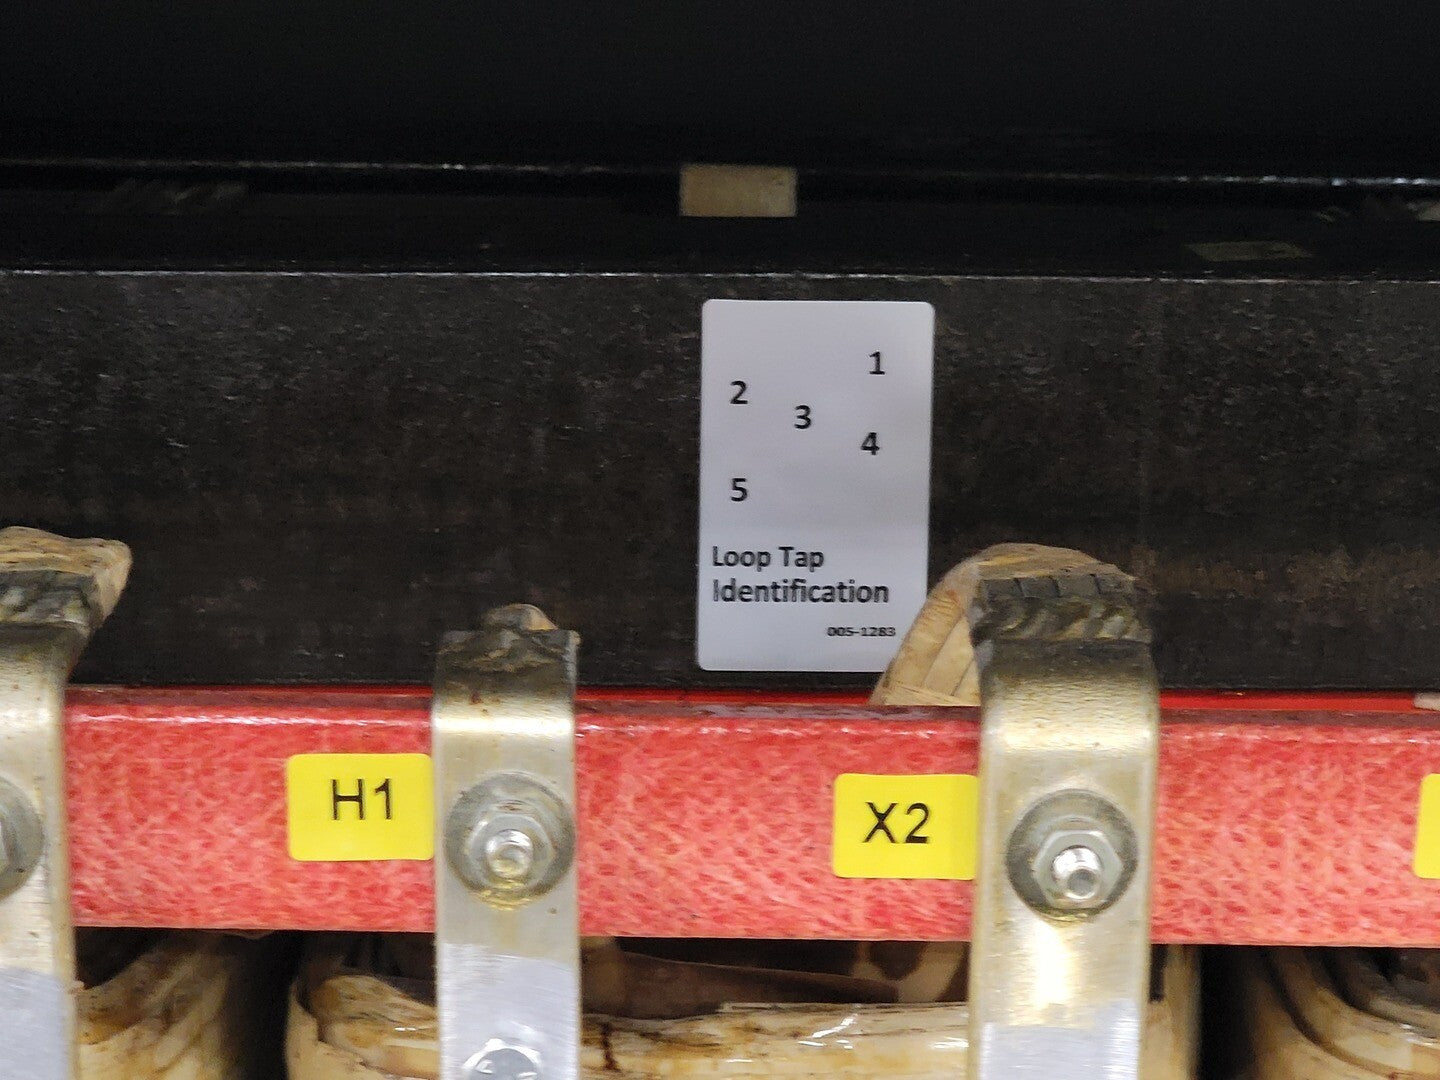 1
2
3
4
5
Loop Tap
Identification
005-1283
H1
X2